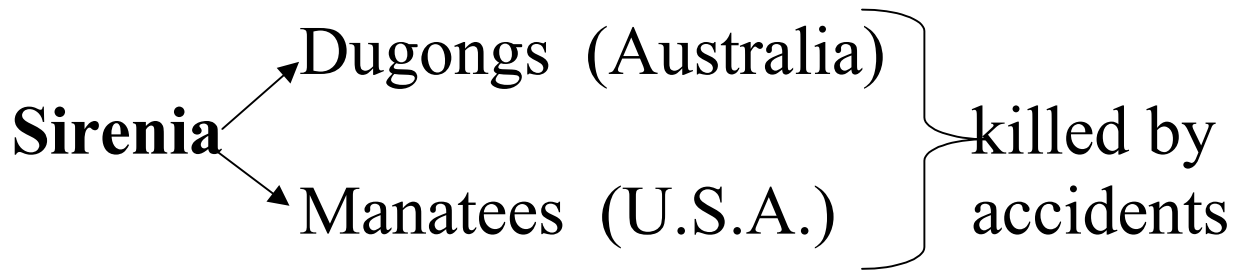 Dugongs (Australia)
Sirenia
killed by
Manatees (U.S.A.)
accidents